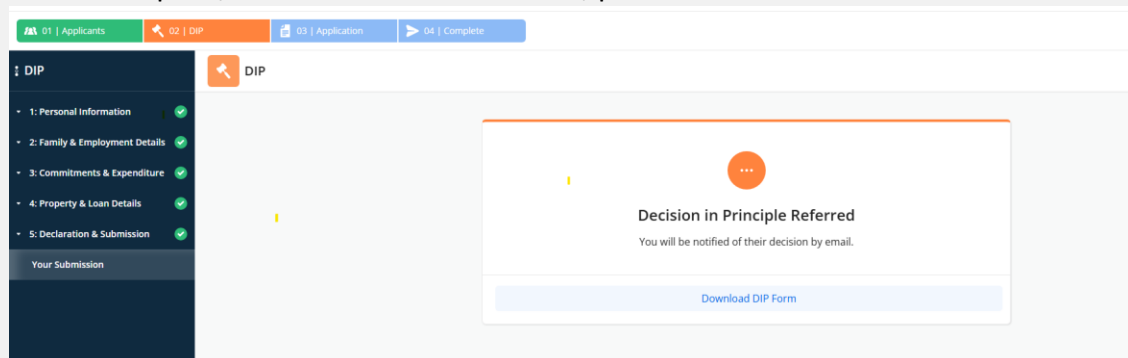 01 | Applicants
02 | DIP
03 | Application
04 | Complete
DIP
DIP
1: Personal Information
2: Family & Employment Details
3: Commitments & Expenditure
4: Property & Loan Details
5: Declaration & Submission
Your Submission
Decision in Principle Referred
You will be notified of their decision by email.
Download DIP Form